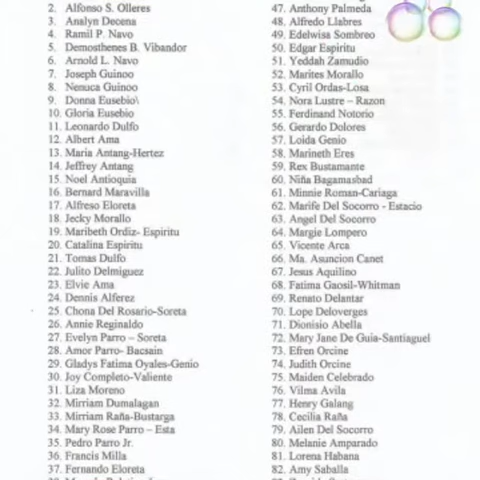 2. Alfonso S. Olleres
3. Analyn Decena
4. Ramil P. Navo
5. Demosthenes B. Vibandor
6. Arnold L. Navo
7. Joseph Guinoo
8. Nenuca Guinoo
9. Donna Eusebio\
10. Gloria Eusebio
11. Leonardo Dulfo
12. Albert Ama
13. Maria Antang-Hertez
14. Jeffrey Antang
15. Noel Antioquia
16. Bernard Maravilla
17. Alfreso Eloreta
18. Jecky Morallo
19. Maribeth Ordiz- Espiritu
20. Catalina Espiritu
21. Tomas Dulfo
22. Julito Delmiguez
23. Elvie Ama
24. Dennis Alferez
25. Chona Del Rosario-Soreta
26. Annie Reginaldo
27. Evelyn Parro – Soreta
28. Amor Parro- Bacsain
29. Gladys Fatima Oyales-Genio
30. Joy Completo-Valiente
31. Liza Moreno
32. Mirriam Dumalagan
33. Mirriam Raña-Bustarga
34. Mary Rose Parro – Esta
35. Pedro Parro Jr.
36. Francis Milla
37. Fernando Eloreta
47. Anthony Palmeda
48. Alfredo Llabres
49. Edelwisa Sombreo
50. Edgar Espiritu
51. Yeddah Zamudio
52. Marites Morallo
53. Cyril Ordas-Losa
54. Nora Lustre – Razon
55. Ferdinand Notorio
56. Gerardo Dolores
57. Loida Genio
58. Marineth Eres
59. Rex Bustamante
60. Niña Bagamasbad
61. Minnie Roman-Cariaga
62. Marife Del Socorro - Estacio
63. Angel Del Socorro
64. Margie Lompero
65. Vicente Arca
66. Ma. Asuncion Canet
67. Jesus Aquilino
68. Fatima Gaosil-Whitman
69. Renato Delantar
70. Lope Deloverges
71. Dionisio Abella
72. Mary Jane De Guia-Santiaguel
73. Efren Orcine
74. Judith Orcine
75. Maiden Celebrado
76. Vilma Avila
77. Henry Galang
78. Cecilia Raña
79. Ailen Del Socorro
80. Melanie Amparado
81. Lorena Habana
82. Amy Saballa